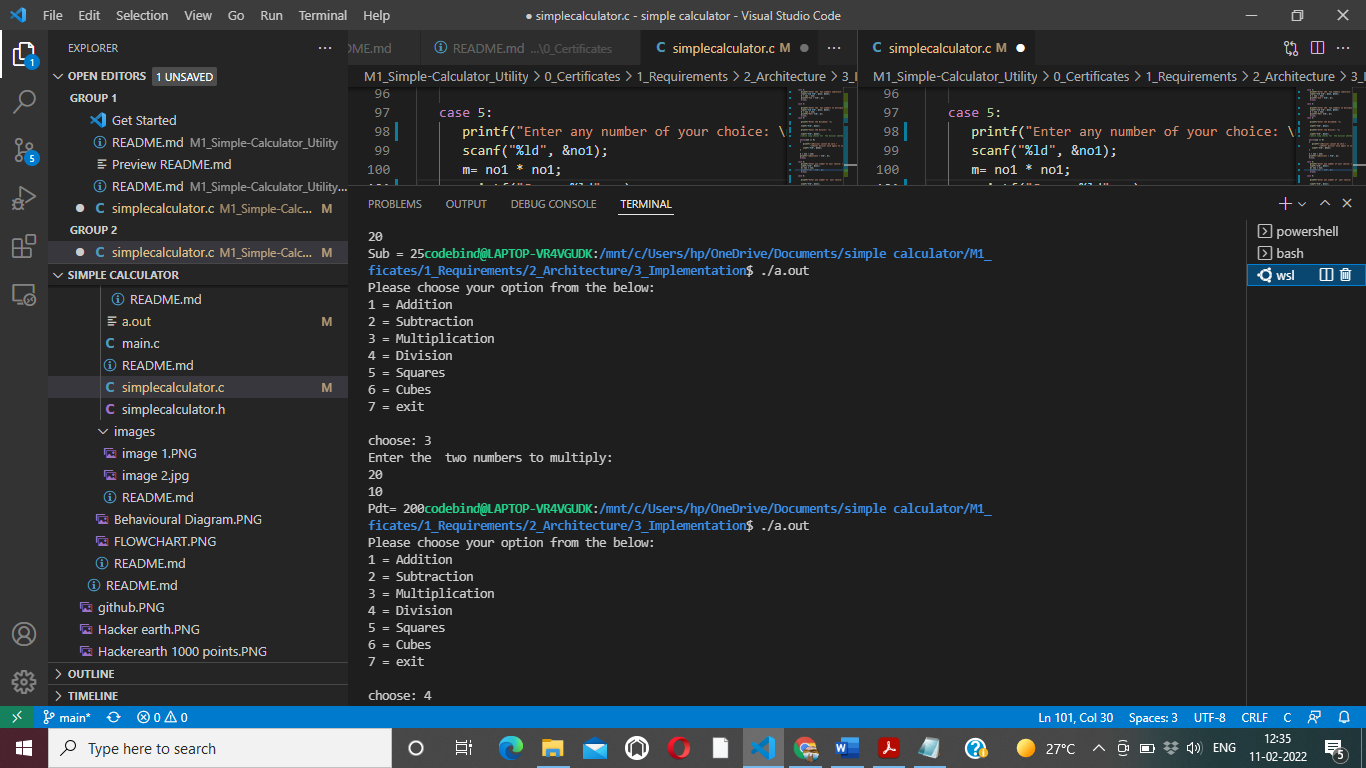 File Edit Selection View Go Run Terminal Help
● simplecalculator.c - simple calculator - Visual Studio Code
EXPLORER
OPEN EDITORS 1 UNSAVED
GROUP 1
Get Started
README.md M1_Simple-Calculator_Utility
Preview README.md
README.md M1_Simple-Calculator_Utility...
simplecalculator.c M1_Simple-Calc... M
GROUP 2
simplecalculator.c M1_Simple-Calc... M
SIMPLE CALCULATOR
README.md
a.out M
main.c
README.md
simplecalculator.c M
simplecalculator.h
images
image 1.PNG
image 2.jpg
README.md
Behavioural Diagram.PNG
FLOWCHART.PNG
README.md
README.md
github.PNG
Hacker earth.PNG
Hackerearth 1000 points.PNG
OUTLINE
TIMELINE
1
5
README.md ...\0_Certificates
simplecalculator.c M
M1_Simple-Calculator_Utility > 0_Certificates > 1_Requirements > 2_Architecture > 3_I
96
97 case 5:
98 printf("Enter any number of your choice: \
99 scanf("%ld", &no1);
100 m= no1 * no1;
simplecalculator.c M ●
M1_Simple-Calculator_Utility > 0_Certificates > 1_Requirements > 2_Architecture > 3_I
96
97 case 5:
98 printf("Enter any number of your choice: \
99 scanf("%ld", &no1);
100 m= no1 * no1;
PROBLEMS OUTPUT DEBUG CONSOLE TERMINAL
20
Sub = 25codebind@LAPTOP-VR4VGUDK:/mnt/c/Users/hp/OneDrive/Documents/simple calculator/M1_
ficates/1_Requirements/2_Architecture/3_Implementation$ ./a.out
Please choose your option from the below:
1 = Addition
2 = Subtraction
3 = Multiplication
4 = Division
5 = Squares
6 = Cubes
7 = exit
choose: 3
Enter the  two numbers to multiply:
20
10
Pdt= 200codebind@LAPTOP-VR4VGUDK:/mnt/c/Users/hp/OneDrive/Documents/simple calculator/M1_
ficates/1_Requirements/2_Architecture/3_Implementation$ ./a.out
Please choose your option from the below:
1 = Addition
2 = Subtraction
3 = Multiplication
4 = Division
5 = Squares
6 = Cubes
7 = exit
choose: 4
powershell
bash
wsl
main* 0 0 Ln 101, Col 30 Spaces: 3 UTF-8 CRLF C
Type here to search
27°C ENG 12:35
11-02-2022
5